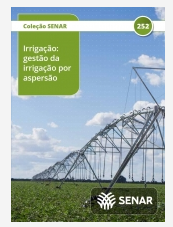 Coleção SENAR
252
Irrigação:
gestão da
irrigação por
aspersão
SENAR